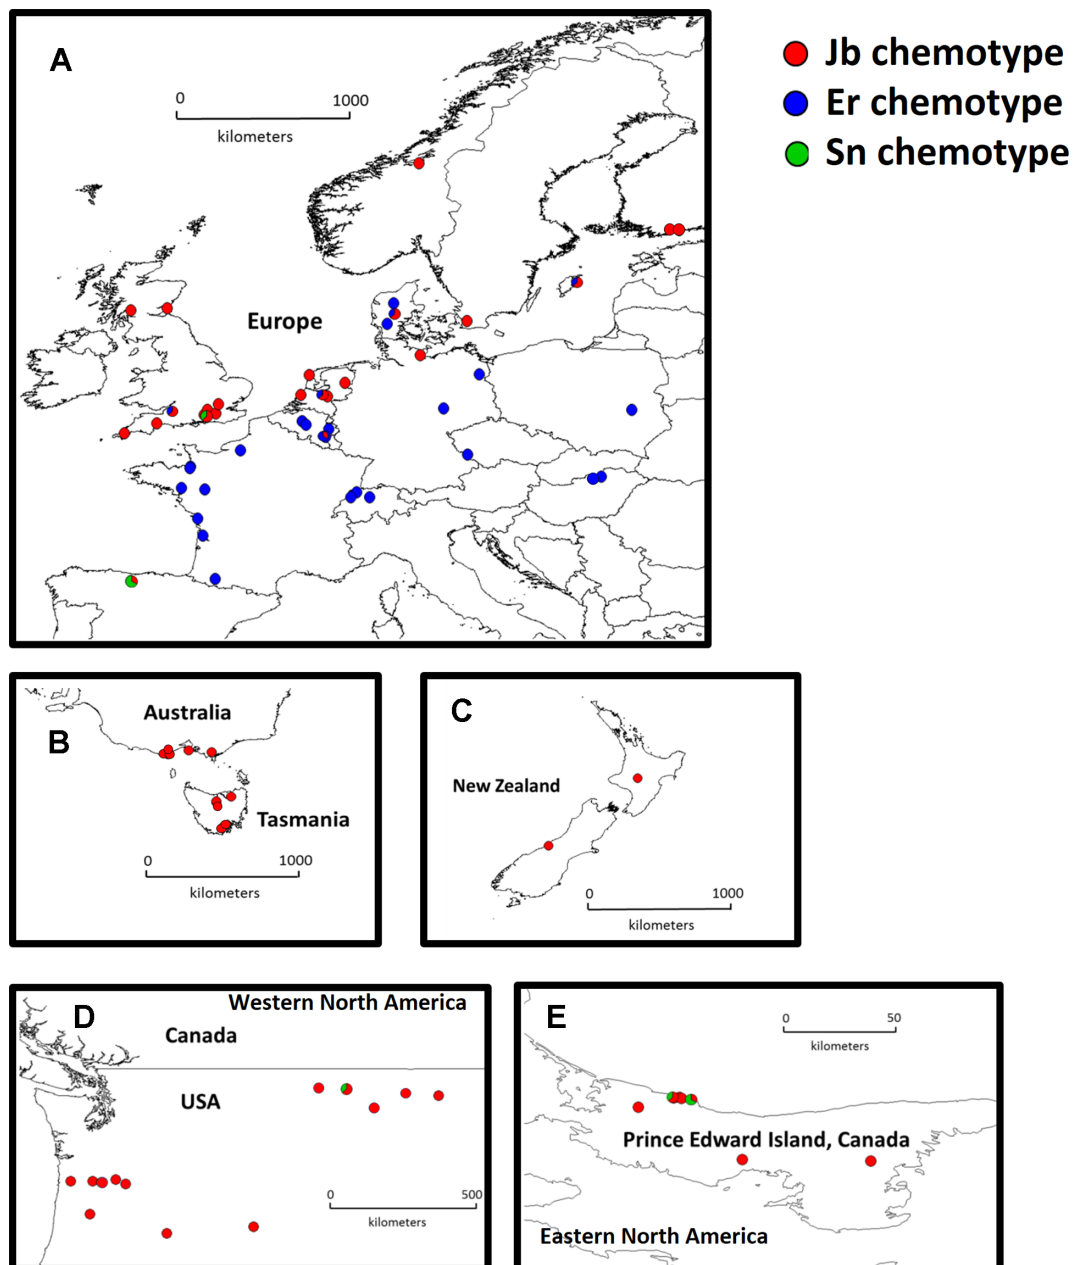 A
Jb chemotype
Er chemotype
Sn chemotype
0 1000
kilometers
Europe
Australia
B
Tasmania
0 1000
kilometers
C
New Zealand
0 1000
kilometers
D
Western North America
Canada
USA
0 500
kilometers
E
0 50
kilometers
Prince Edward Island, Canada
Eastern North America